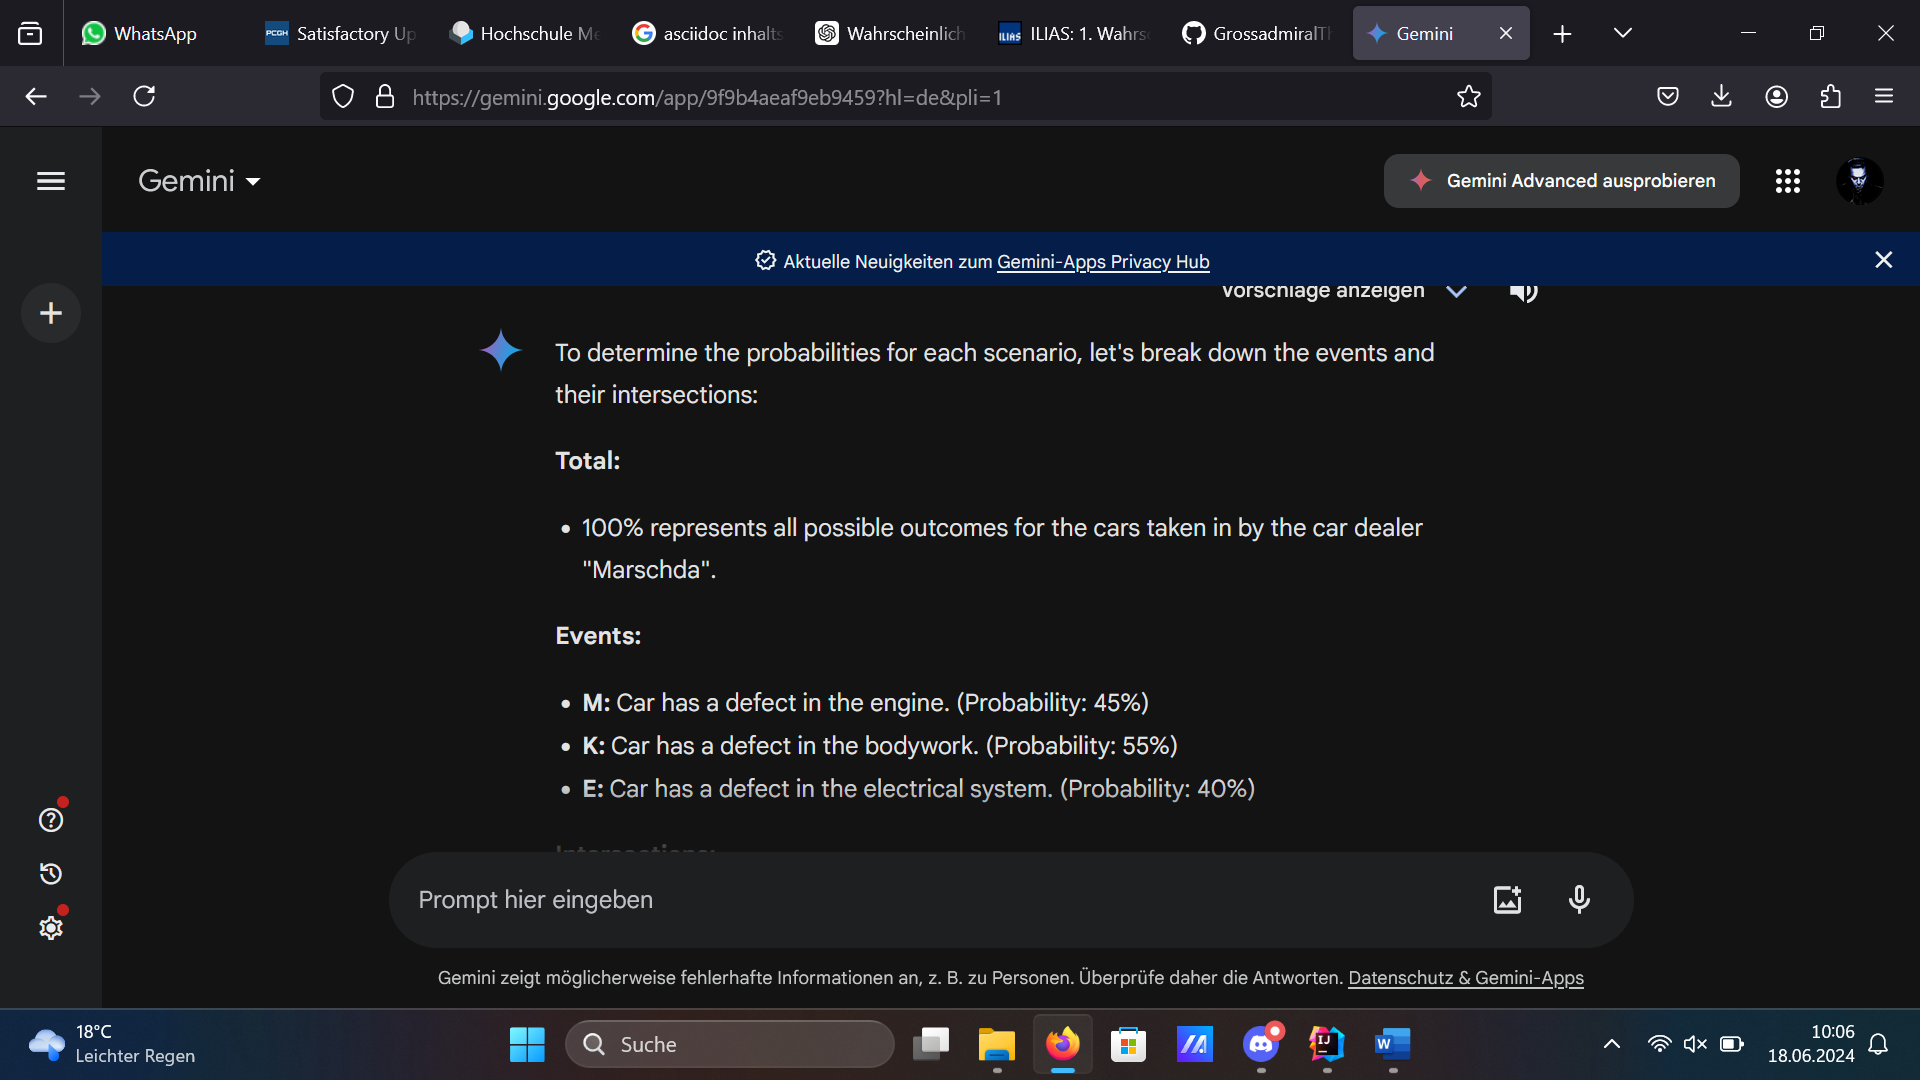 WhatsApp
Satisfactory Up
Hochschule Me
asciidoc inhalts
Wahrscheinlich
ILIAS: 1. Wahrs
GrossadmiralTh
Gemini
https://gemini.google.com/app/9f9b4aeaf9eb9459?hl=de&pli=1
Gemini
Gemini Advanced ausprobieren
Aktuelle Neuigkeiten zum Gemini-Apps Privacy Hub
Vorschläge anzeigen
To determine the probabilities for each scenario, let's break down the events and
their intersections:
Total:
• 100% represents all possible outcomes for the cars taken in by the car dealer
"Marschda".
Events:
• M: Car has a defect in the engine. (Probability: 45%)
• K: Car has a defect in the bodywork. (Probability: 55%)
• E: Car has a defect in the electrical system. (Probability: 40%)
Intersections:
Prompt hier eingeben
Gemini zeigt möglicherweise fehlerhafte Informationen an, z. B. zu Personen. Überprüfe daher die Antworten. Datenschutz & Gemini-Apps
18°C
Leichter Regen
Suche
10:06
18.06.2024